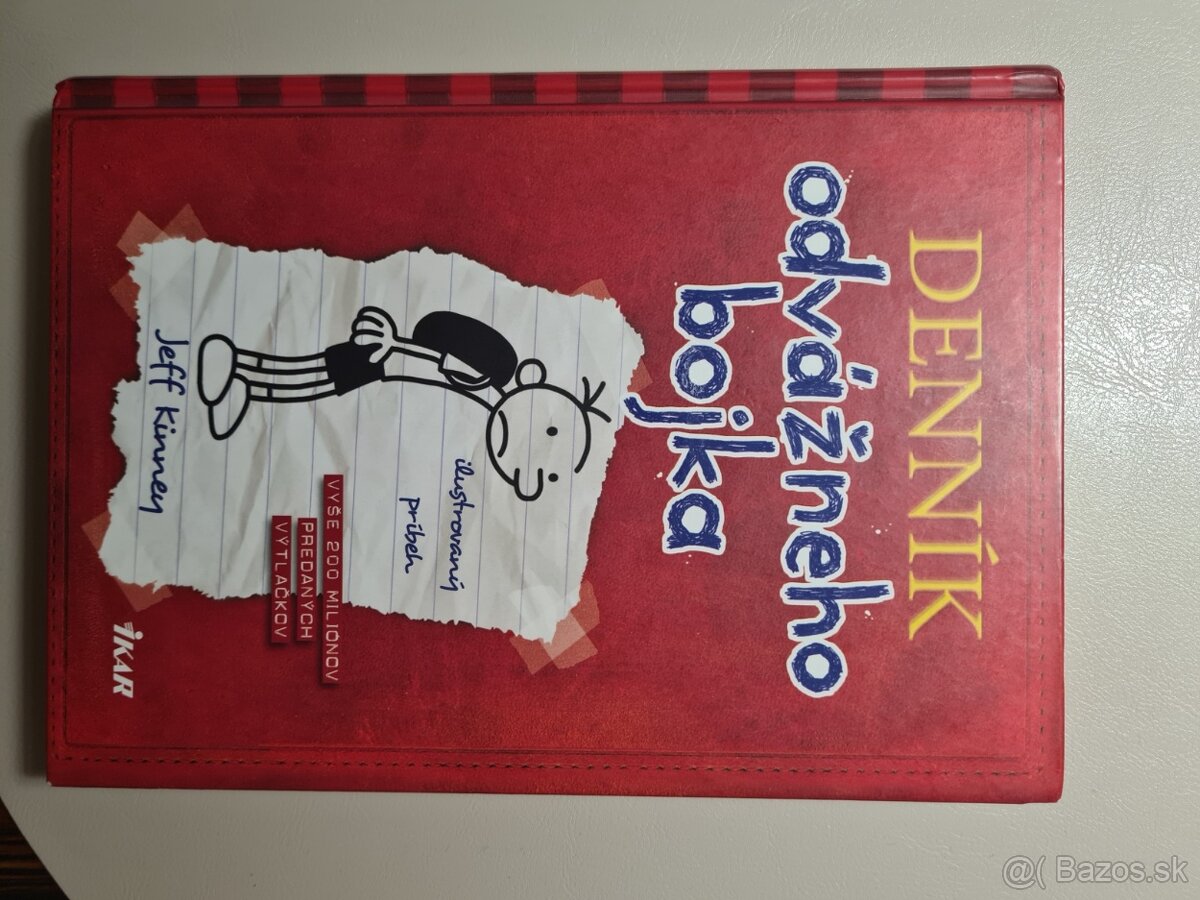 DENNÍK
odvážneho
bojka
ilustrovaný
príbeh
VYŠE 200 MILIÓNOV
PREDANÝCH
VÝTLAČKOV
Jeff Kinney
iKAR
@( Bazos.sk